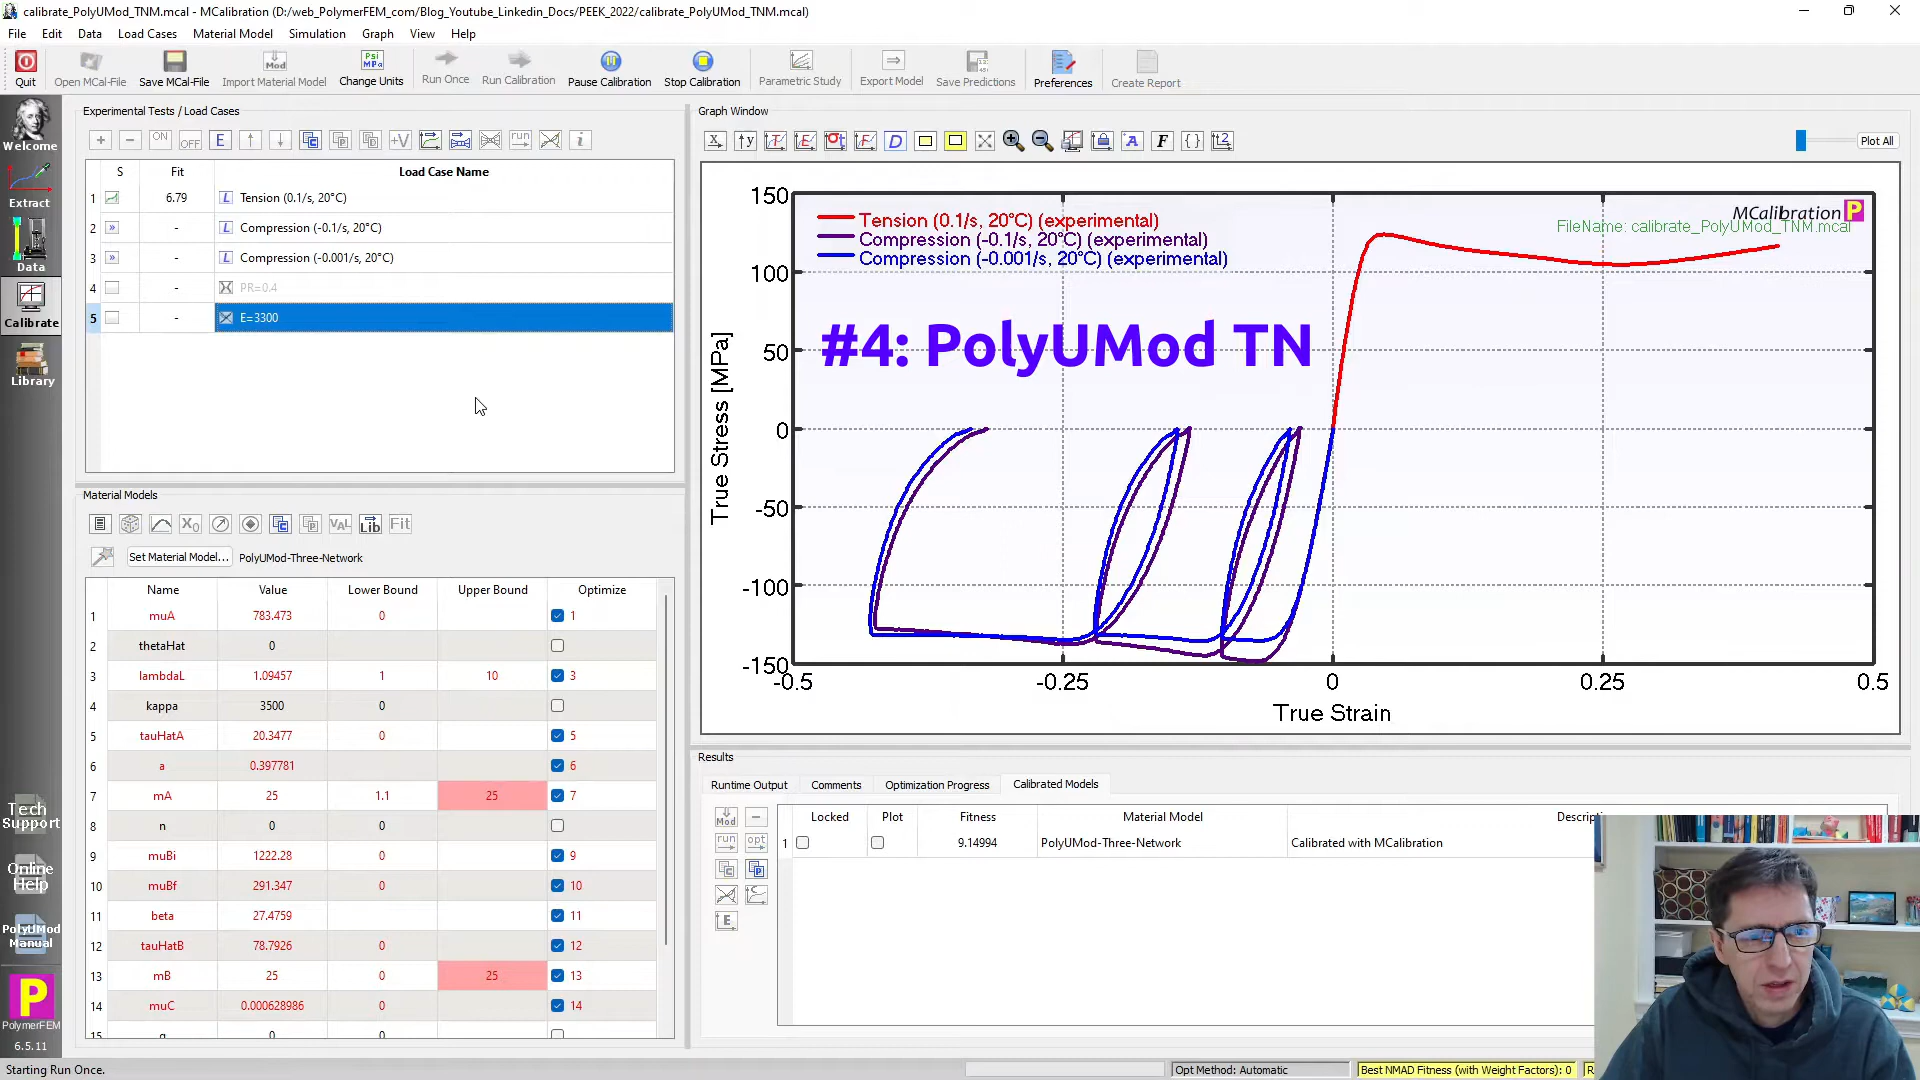 calibrate_PolyUMod_TNM.mcal - MCalibration (D:/web_PolymerFEM_com/Blog_Youtube_Linkedin_Docs/PEEK_2022/calibrate_PolyUMod_TNM.mcal)
File Edit Data Load Cases Material Model Simulation Graph View Help
Quit Open MCal-File Save MCal-File Import Material Model Change Units Run Once Run Calibration Pause Calibration Stop Calibration Parametric Study Export Model Save Predictions Preferences Create Report
Welcome
Extract
Data
Calibrate
Library
Tech Support
Online Help
PolyUMod Manual
PolymerFEM
6.5.11
Experimental Tests / Load Cases
S Fit Load Case Name
1 6.79 L Tension (0.1/s, 20°C)
2 - L Compression (-0.1/s, 20°C)
3 - L Compression (-0.001/s, 20°C)
4 - PR=0.4
5 - E=3300
Material Models
Set Material Model... PolyUMod-Three-Network
Name Value Lower Bound Upper Bound Optimize
1 muA 783.473 0 1
2 thetaHat 0
3 lambdaL 1.09457 1 10 3
4 kappa 3500 0
5 tauHatA 20.3477 0 5
6 a 0.397781 6
7 mA 25 1.1 25 7
8 n 0 0
9 muBi 1222.28 0 9
10 muBf 291.347 0 10
11 beta 27.4759 11
12 tauHatB 78.7926 0 12
13 mB 25 0 25 13
14 muC 0.000628986 0 14
15 q 0 0
Graph Window
Plot All
Tension (0.1/s, 20°C) (experimental)
Compression (-0.1/s, 20°C) (experimental)
Compression (-0.001/s, 20°C) (experimental)
MCalibration P
FileName: calibrate_PolyUMod_TNM.mcal
#4: PolyUMod TN
True Stress [MPa]
150
100
50
0
-50
-100
-150
-0.5 -0.25 0 0.25 0.5
True Strain
Results
Runtime Output Comments Optimization Progress Calibrated Models
Locked Plot Fitness Material Model
1 9.14994 PolyUMod-Three-Network Calibrated with MCalibration
Starting Run Once.
Opt Method: Automatic Best NMAD Fitness (with Weight Factors): 0